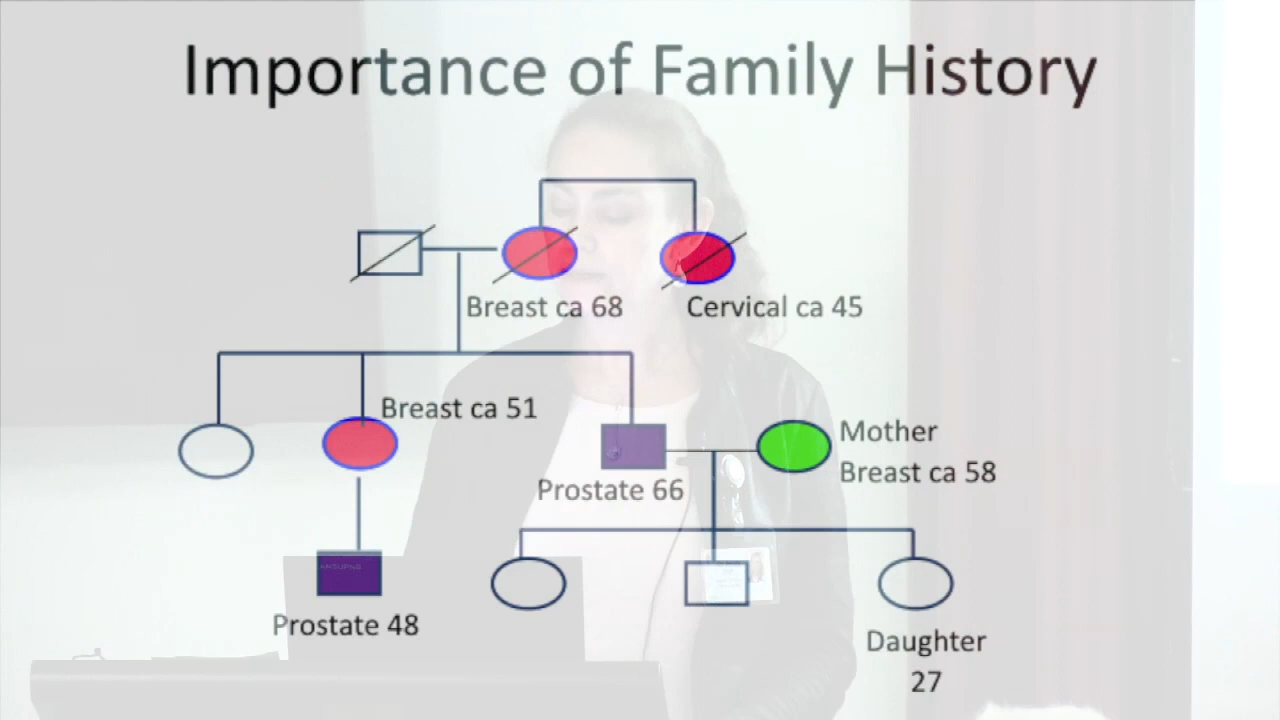 Importance of Family History
Breast ca 68
Cervical ca 45
Breast ca 51
Mother
Breast ca 58
Prostate 66
Prostate 48
Daughter
27